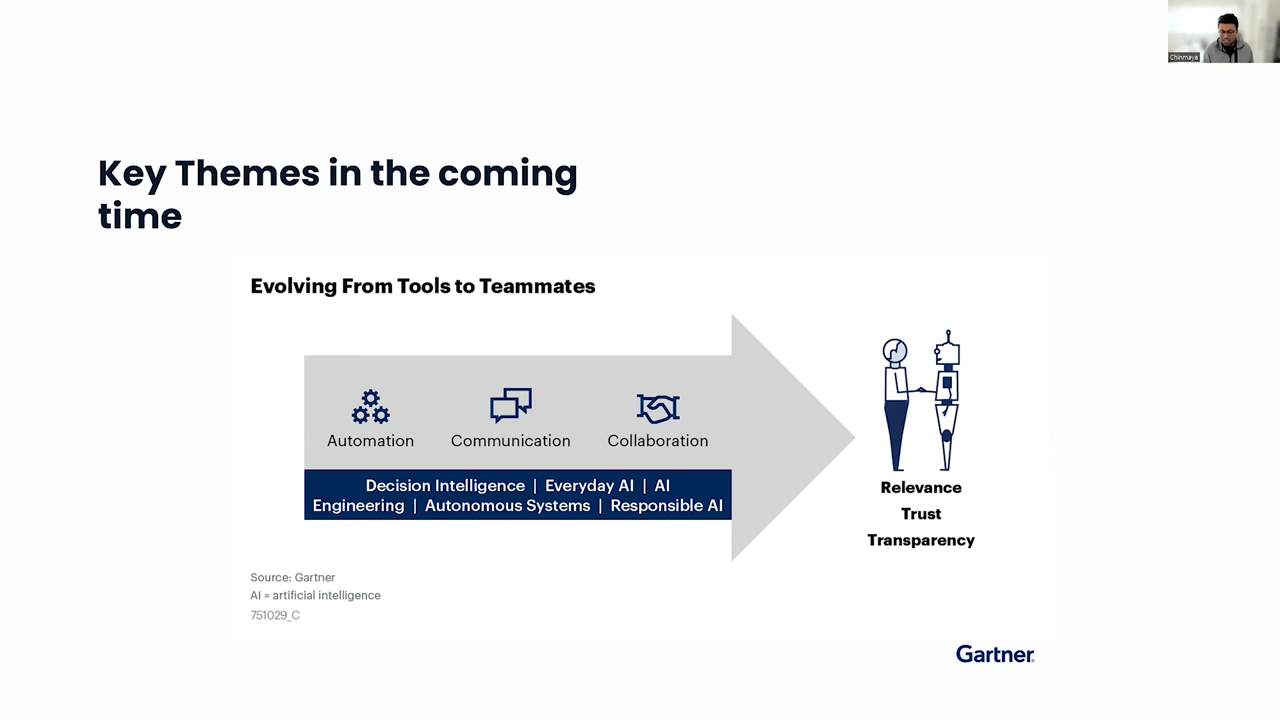 Chinmaya
Key Themes in the coming
time
Evolving From Tools to Teammates
Automation
Communication
Collaboration
Decision Intelligence | Everyday AI | AI
Engineering | Autonomous Systems | Responsible AI
Relevance
Trust
Transparency
Source: Gartner
AI = artificial intelligence
751029_C
Gartner.